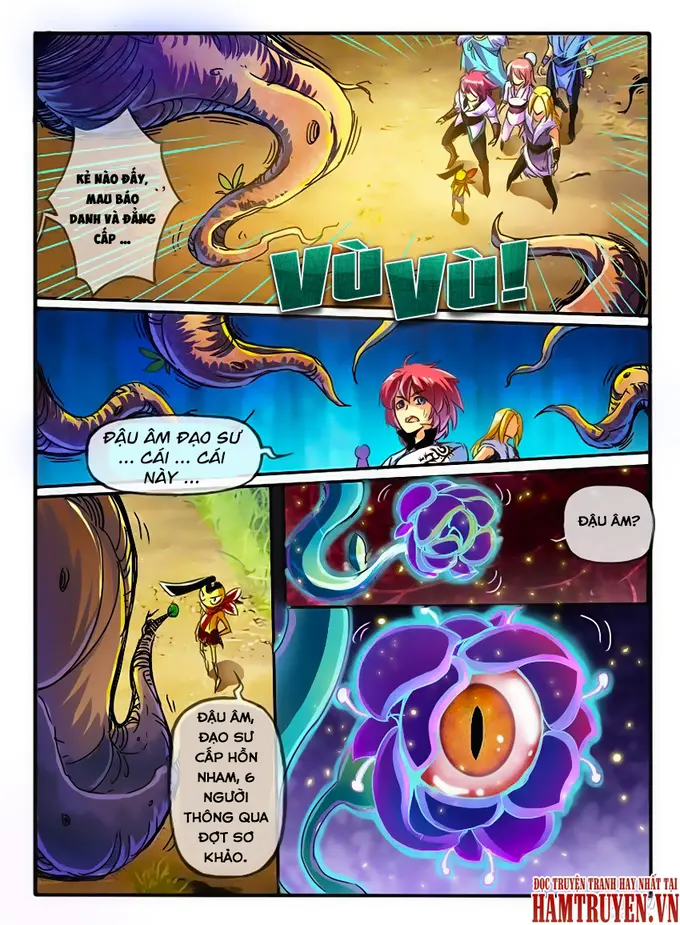 KẺ NÀO ĐẤY,
MAU BÁO
DANH VÀ ĐẲNG
CẤP ...
VÙ VÙ!
ĐẬU ÂM ĐẠO SƯ
... CÁI ... CÁI
NÀY ...
ĐẬU ÂM?
ĐẬU ÂM,
ĐẠO SƯ
CẤP HỒN
NHAM, 6
NGƯỜI
THÔNG QUA
ĐỢT SƠ
KHẢO.
ĐỌC TRUYỆN TRANH HAY NHẤT TẠI
HAMTRUYEN.VN